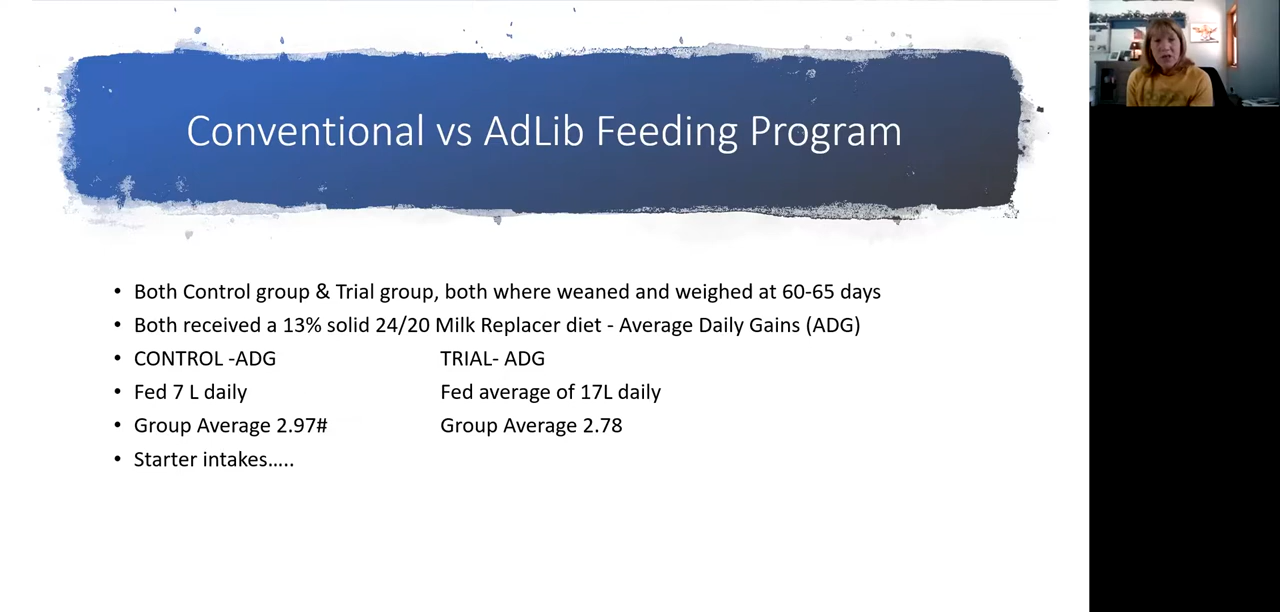 Conventional vs AdLib Feeding Program
• Both Control group & Trial group, both where weaned and weighed at 60-65 days
• Both received a 13% solid 24/20 Milk Replacer diet - Average Daily Gains (ADG)
• CONTROL -ADG TRIAL- ADG
• Fed 7 L daily Fed average of 17L daily
• Group Average 2.97# Group Average 2.78
• Starter intakes.....